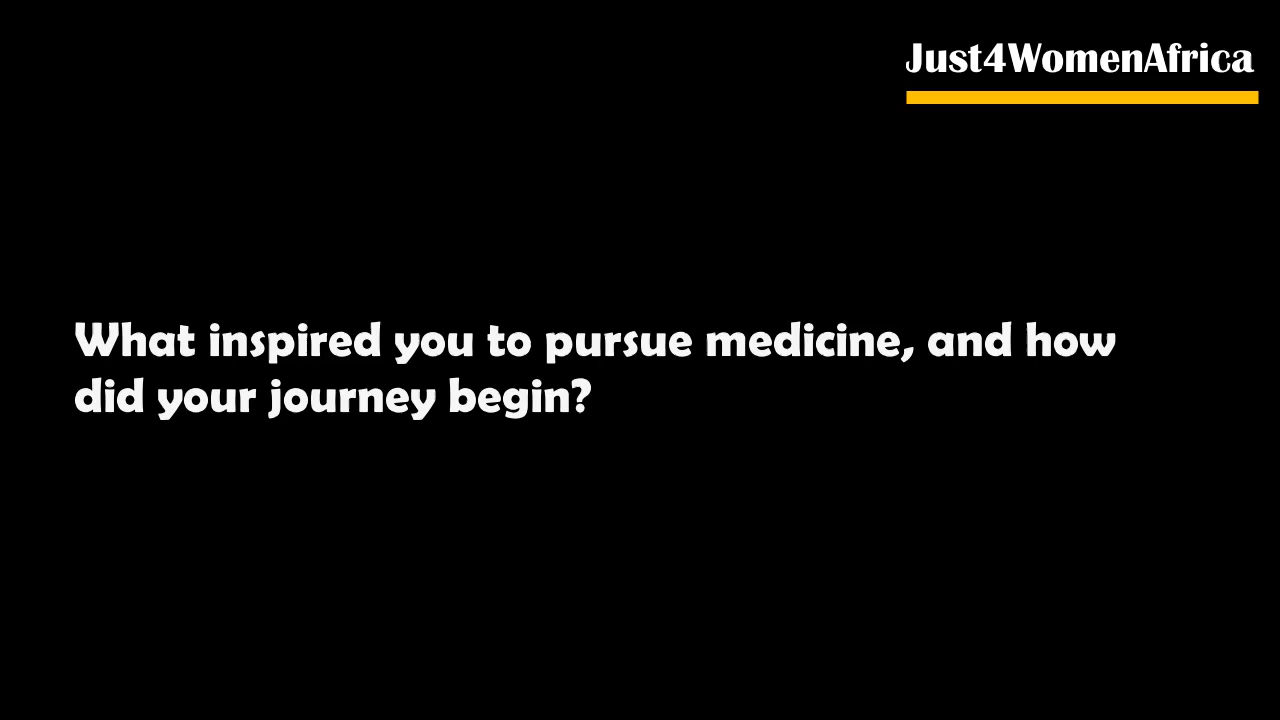 Just4WomenAfrica
What inspired you to pursue medicine, and how
did your journey begin?